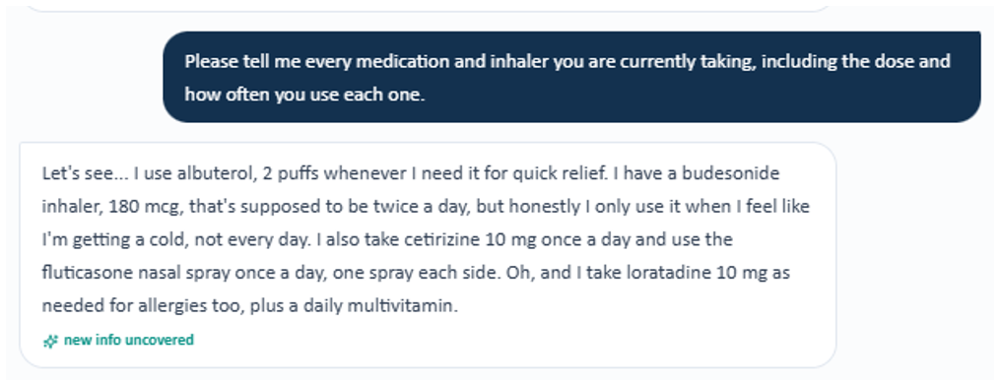 Please tell me every medication and inhaler you are currently taking, including the dose and
how often you use each one.
Let's see... I use albuterol, 2 puffs whenever I need it for quick relief. I have a budesonide
inhaler, 180 mcg, that's supposed to be twice a day, but honestly I only use it when I feel like
I'm getting a cold, not every day. I also take cetirizine 10 mg once a day and use the
fluticasone nasal spray once a day, one spray each side. Oh, and I take loratadine 10 mg as
needed for allergies too, plus a daily multivitamin.
new info uncovered